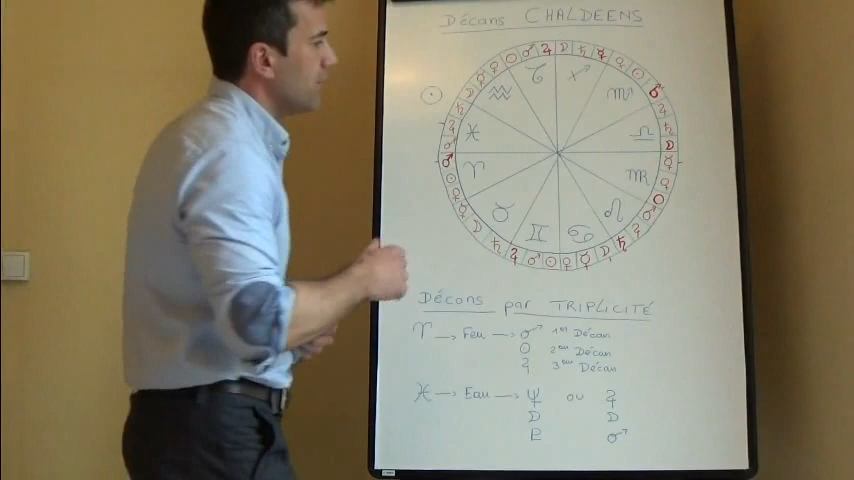 Décans CHALDEENS
Décans par TRIPLICITÉ
♈ → Feu → ♂ 1er Décan
☉ 2ème Décan
♃ 3ème Décan
♓ → Eau → ♆ ou ♃
☽ ☽
♇ ♂